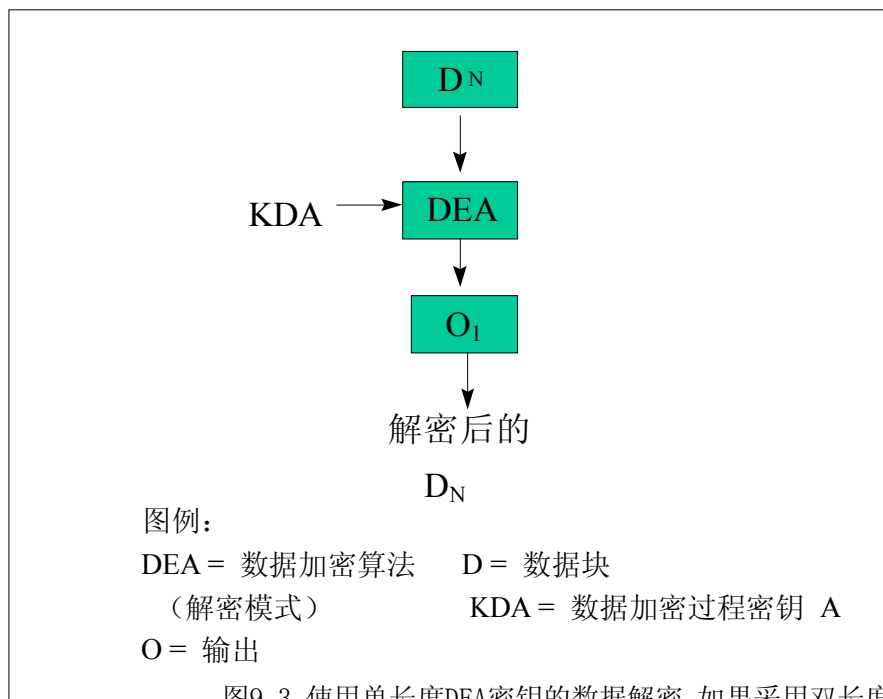 D N
DEA
KDA
O1
解密后的
DN
图例：
DEA = 数据加密算法 D = 数据块
（解密模式） KDA = 数据加密过程密钥 A
O = 输出
图9.3 使用单长度DEA密钥的数据解密 如果采用双长度